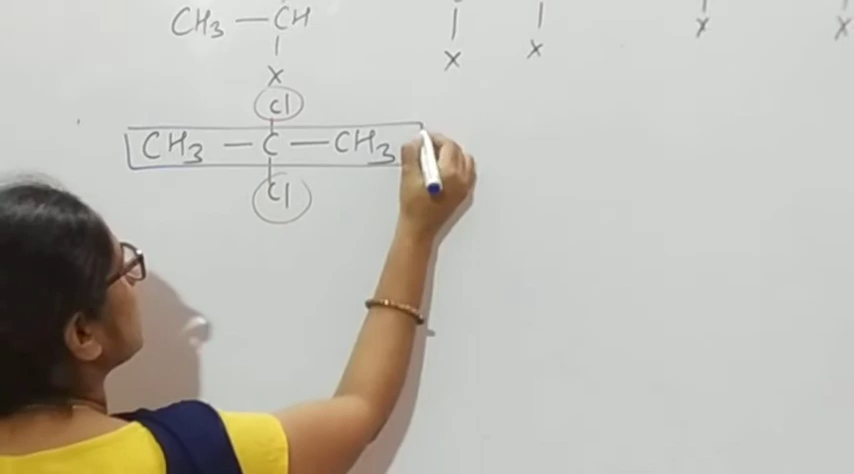 CH3 — CH
|
X
| |
X X X X
Cl
|
CH3 — C — CH3
|
Cl